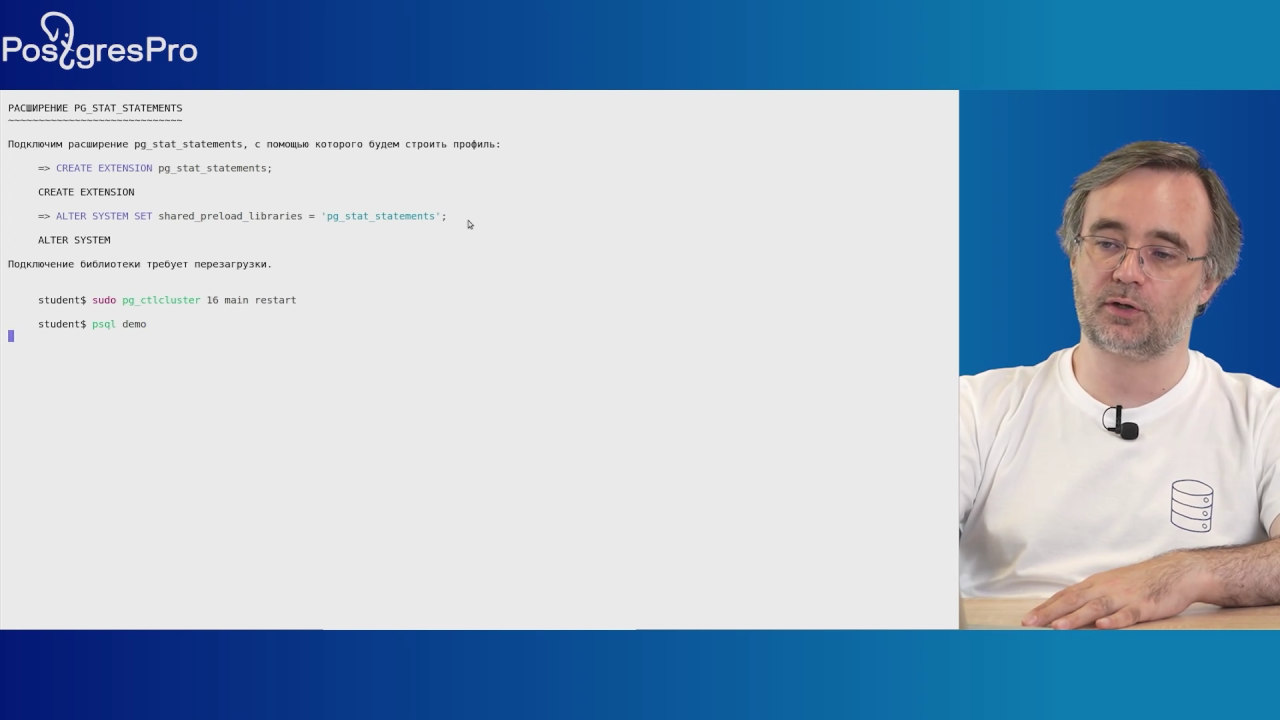 PostgresPro
РАСШИРЕНИЕ PG_STAT_STATEMENTS
~~~~~~~~~~~~~~~~~~~~~~~~~~~~~
Подключим расширение pg_stat_statements, с помощью которого будем строить профиль:
=> CREATE EXTENSION pg_stat_statements;
CREATE EXTENSION
=> ALTER SYSTEM SET shared_preload_libraries = 'pg_stat_statements';
ALTER SYSTEM
Подключение библиотеки требует перезагрузки.
student$ sudo pg_ctlcluster 16 main restart
student$ psql demo